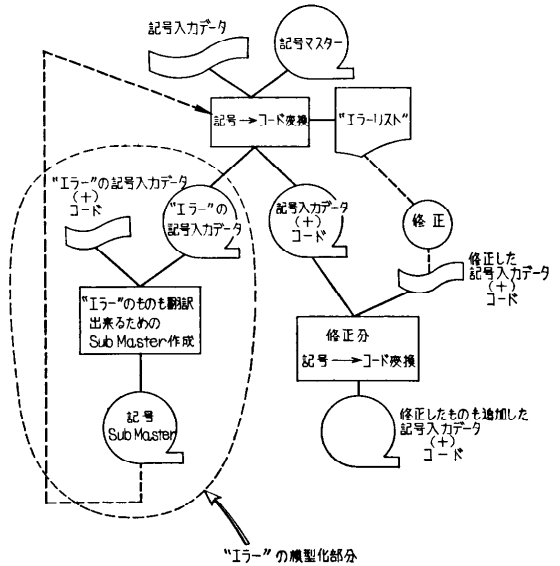 記号入力データ
記号マスター
記号→コード変換
"エラーリスト"
"エラー"の記号入力データ
(+)
コード
"エラー"の
記号入力データ
記号入力データ
(+)
コード
修正
修正した
記号入力データ
(+)
コード
"エラー"のものも翻訳
出来るための
Sub Master作成
修正分
記号→コード変換
記号
Sub Master
修正したものも追加した
記号入力データ
(+)
コード
"エラー"の模型化部分